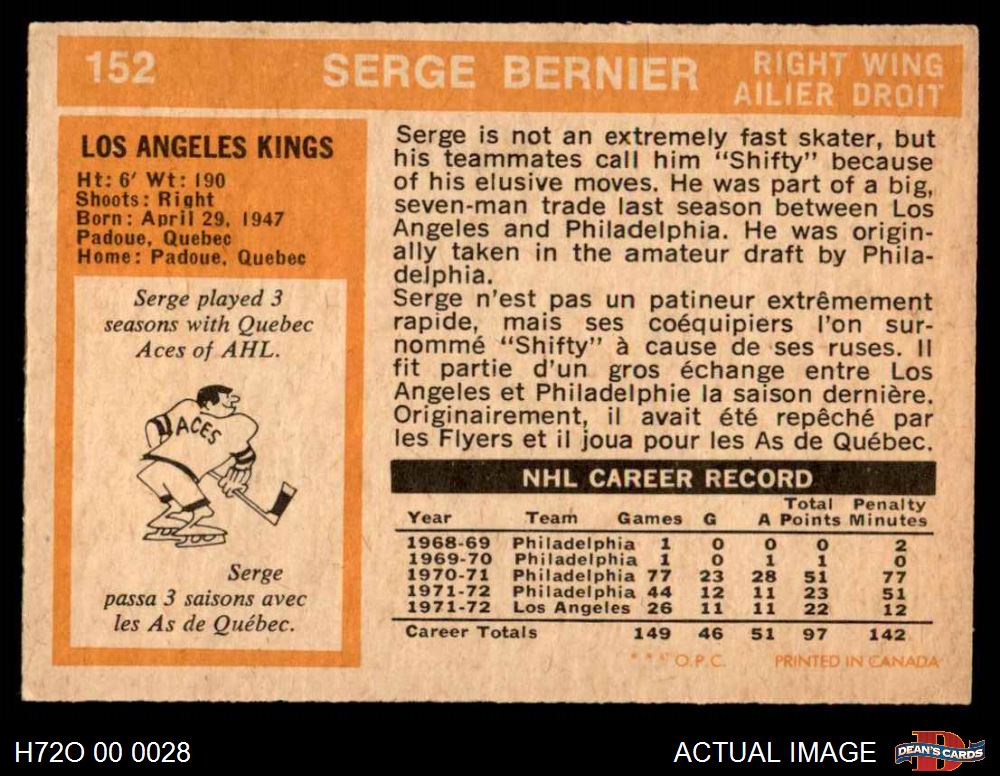 152 SERGE BERNIER RIGHT WING
AILIER DROIT
LOS ANGELES KINGS
Ht: 6′ Wt: 190
Shoots: Right
Born: April 29, 1947
Padoue, Quebec
Home: Padoue, Quebec
Serge played 3
seasons with Quebec
Aces of AHL.
ACES
Serge
passa 3 saisons avec
les As de Québec.
Serge is not an extremely fast skater, but
his teammates call him "Shifty" because
of his elusive moves. He was part of a big,
seven-man trade last season between Los
Angeles and Philadelphia. He was origin-
ally taken in the amateur draft by Phila-
delphia.
Serge n'est pas un patineur extrêmement
rapide, mais ses coéquipiers l'on sur-
nommé "Shifty" à cause de ses ruses. Il
fit partie d'un gros échange entre Los
Angeles et Philadelphie la saison dernière.
Originairement, il avait été repêché par
les Flyers et il joua pour les As de Québec.
NHL CAREER RECORD
Year Team Games G A Total Points Penalty Minutes
1968-69 Philadelphia 1 0 0 0 2
1969-70 Philadelphia 1 0 1 1 0
1970-71 Philadelphia 77 23 28 51 77
1971-72 Philadelphia 44 12 11 23 51
1971-72 Los Angeles 26 11 11 22 12
Career Totals 149 46 51 97 142
* * * O.P.C. PRINTED IN CANADA
H72O 00 0028
ACTUAL IMAGE
DEAN'S CARDS